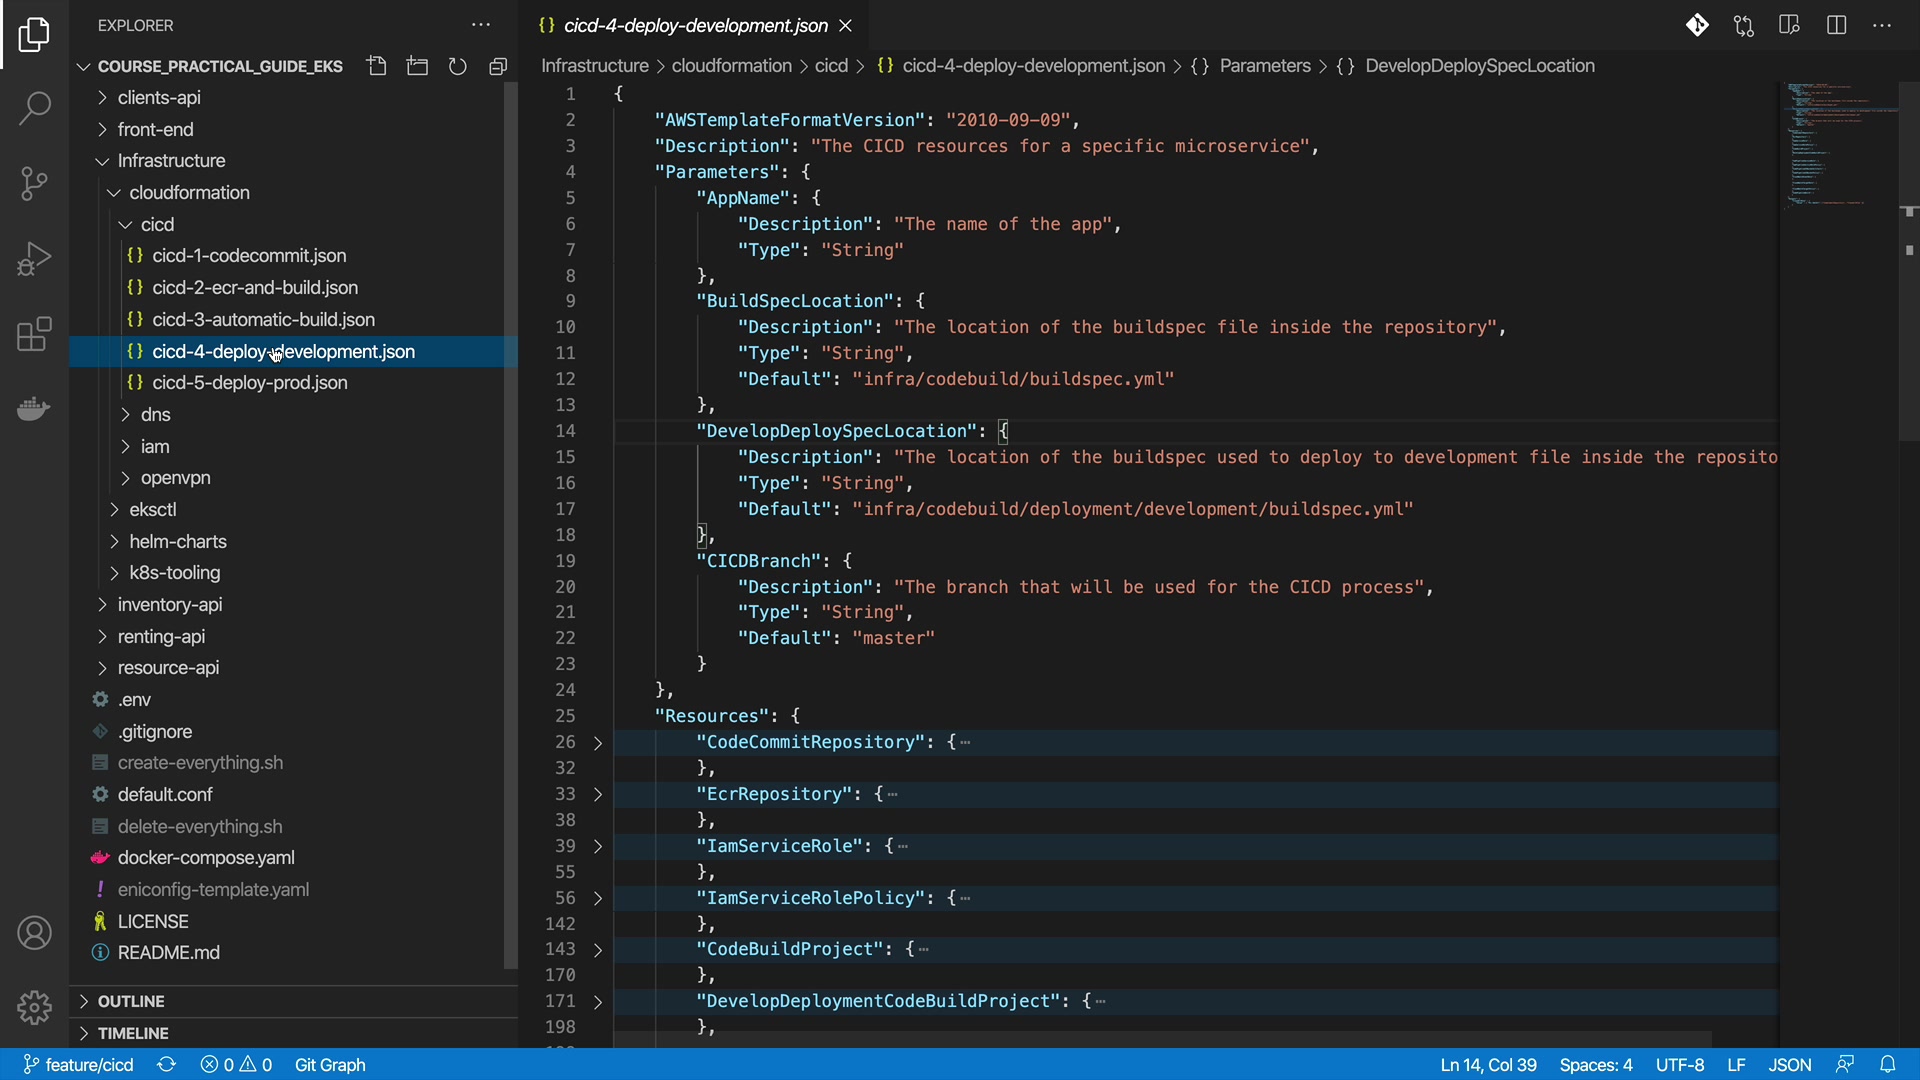 EXPLORER
COURSE_PRACTICAL_GUIDE_EKS
clients-api
front-end
Infrastructure
cloudformation
cicd
{} cicd-1-codecommit.json
{} cicd-2-ecr-and-build.json
{} cicd-3-automatic-build.json
{} cicd-4-deploy-development.json
{} cicd-5-deploy-prod.json
dns
iam
openvpn
eksctl
helm-charts
k8s-tooling
inventory-api
renting-api
resource-api
.env
.gitignore
create-everything.sh
default.conf
delete-everything.sh
docker-compose.yaml
! eniconfig-template.yaml
LICENSE
README.md
OUTLINE
TIMELINE
{} cicd-4-deploy-development.json
Infrastructure > cloudformation > cicd > {} cicd-4-deploy-development.json > {} Parameters > {} DevelopDeploySpecLocation
1 {
2 "AWSTemplateFormatVersion": "2010-09-09",
3 "Description": "The CICD resources for a specific microservice",
4 "Parameters": {
5 "AppName": {
6 "Description": "The name of the app",
7 "Type": "String"
8 },
9 "BuildSpecLocation": {
10 "Description": "The location of the buildspec file inside the repository",
11 "Type": "String",
12 "Default": "infra/codebuild/buildspec.yml"
13 },
14 "DevelopDeploySpecLocation": {
15 "Description": "The location of the buildspec used to deploy to development file inside the reposito
16 "Type": "String",
17 "Default": "infra/codebuild/deployment/development/buildspec.yml"
18 },
19 "CICDBranch": {
20 "Description": "The branch that will be used for the CICD process",
21 "Type": "String",
22 "Default": "master"
23 }
24 },
25 "Resources": {
26 > "CodeCommitRepository": {…
32 },
33 > "EcrRepository": {…
38 },
39 > "IamServiceRole": {…
55 },
56 > "IamServiceRolePolicy": {…
142 },
143 > "CodeBuildProject": {…
170 },
171 > "DevelopDeploymentCodeBuildProject": {…
198 },
feature/cicd 0 0 Git Graph Ln 14, Col 39 Spaces: 4 UTF-8 LF JSON